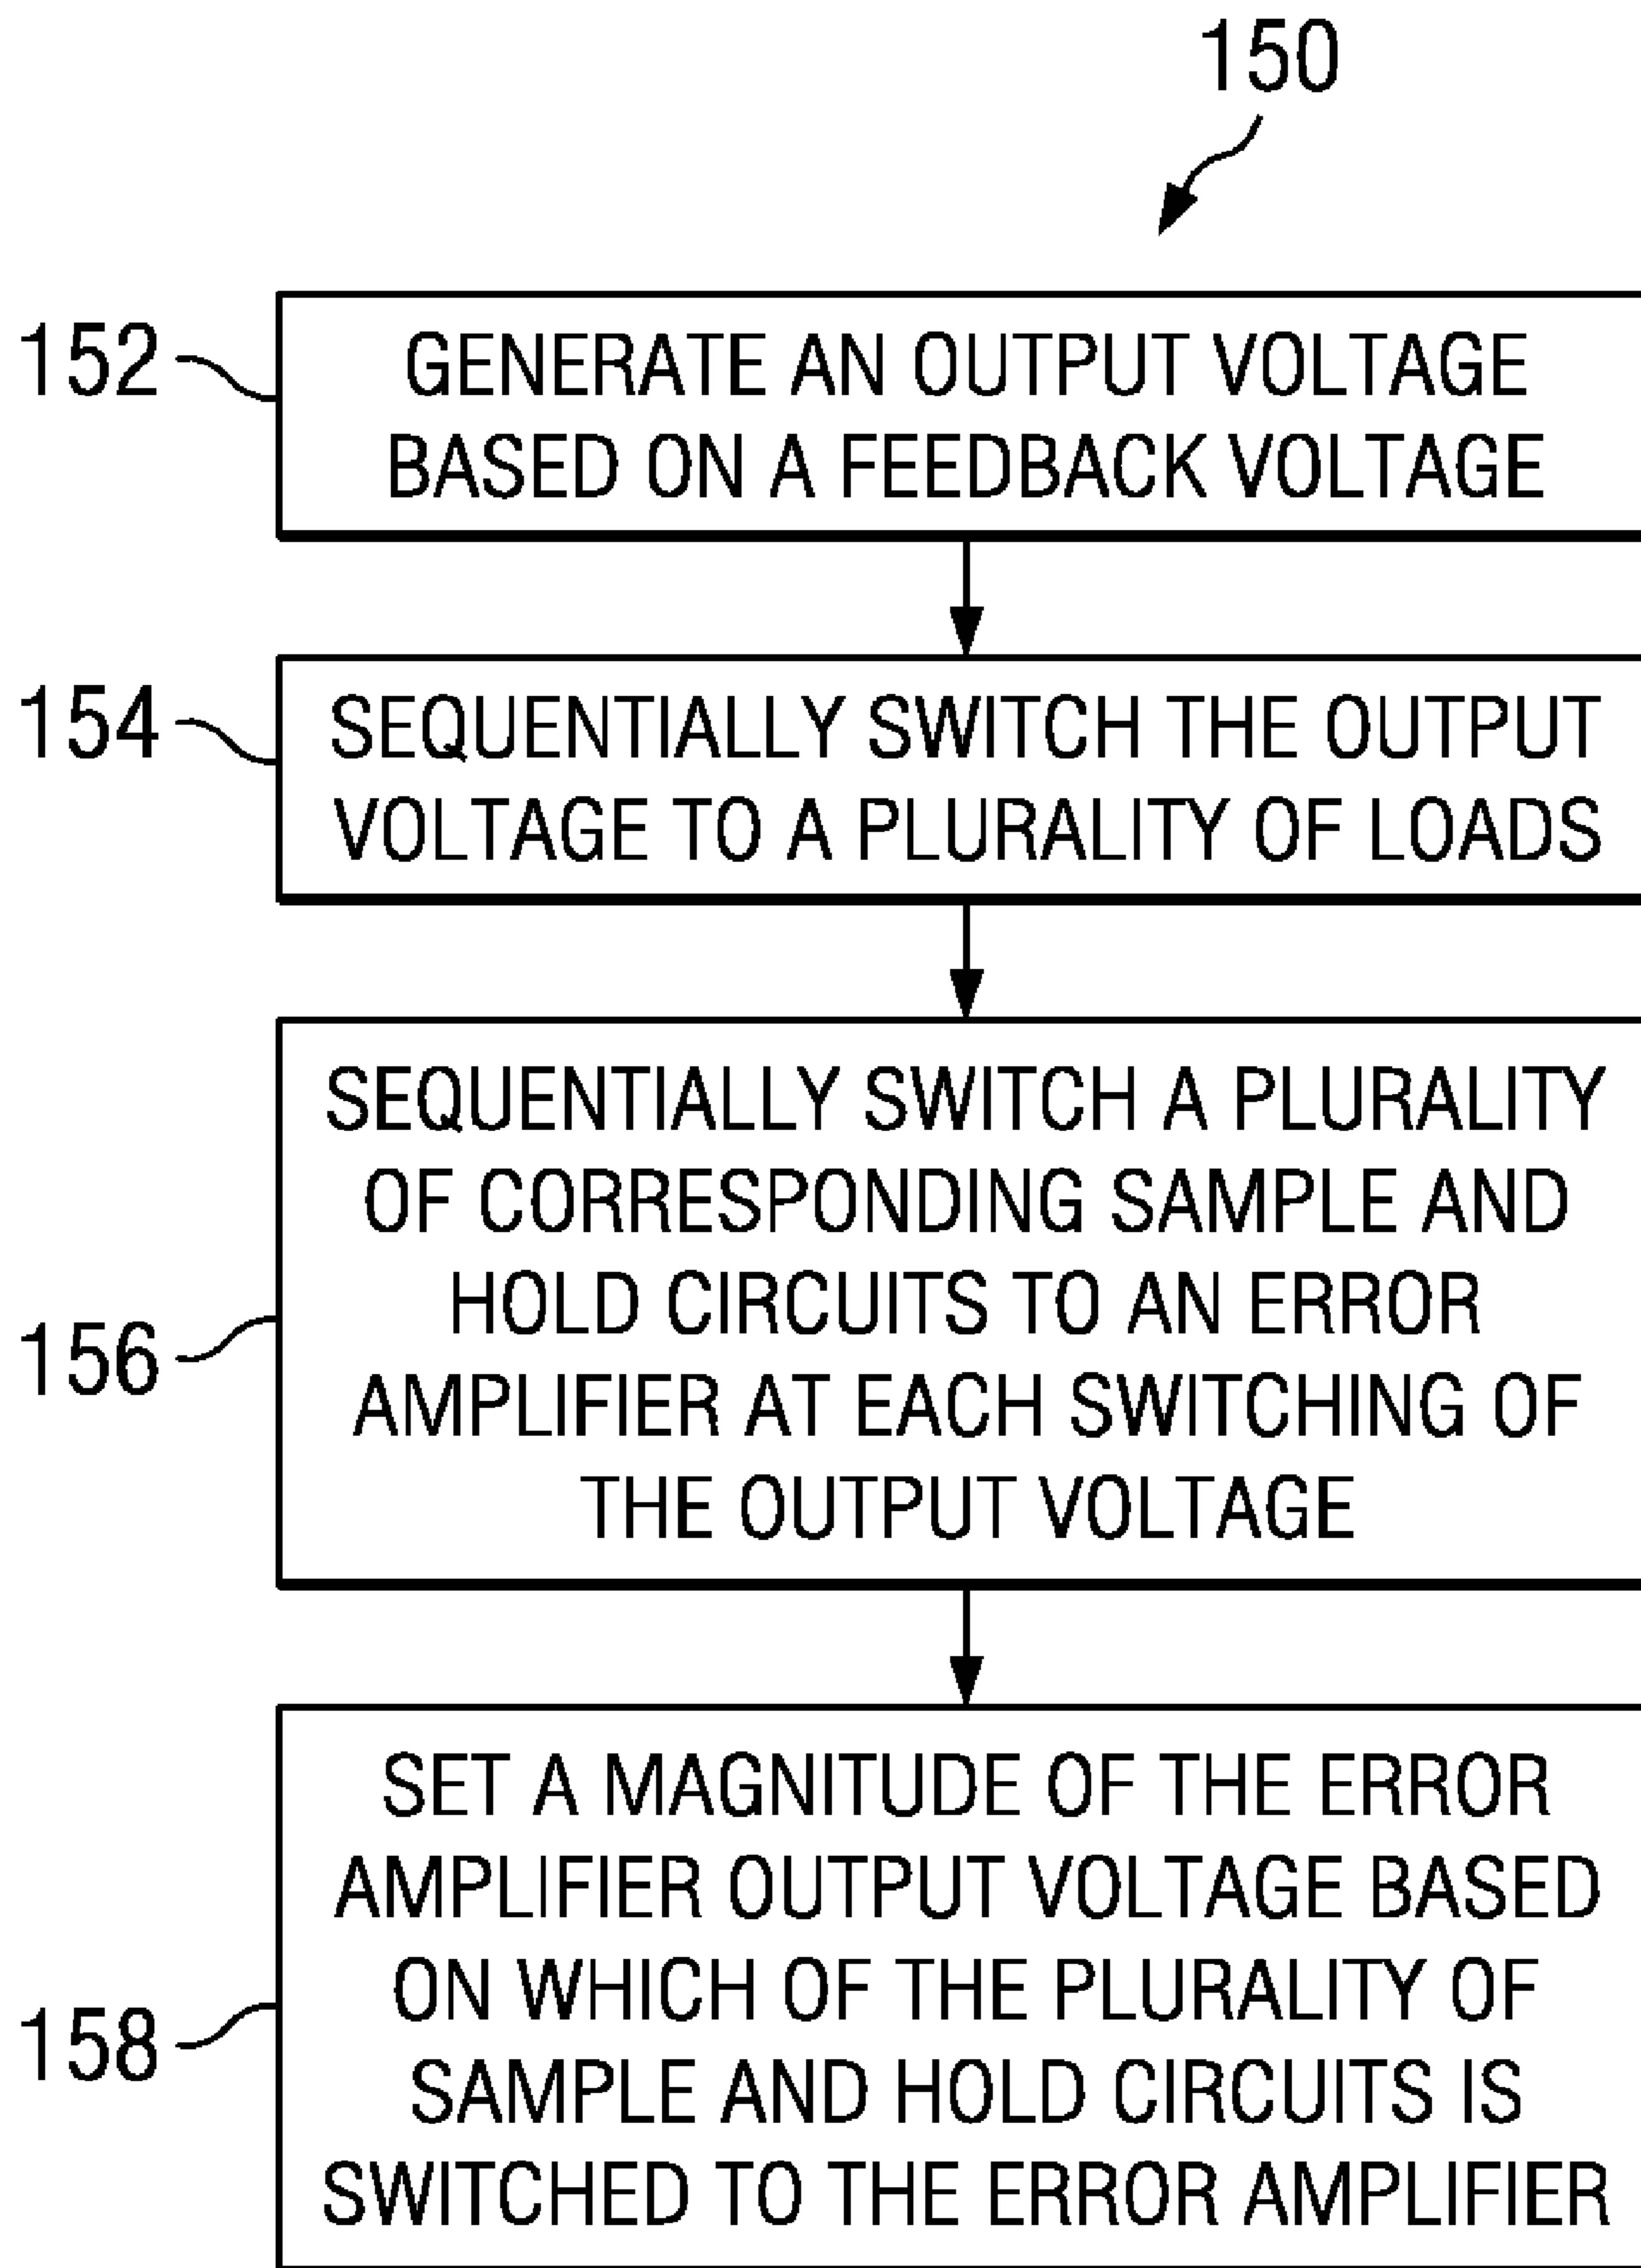 150
152
GENERATE AN OUTPUT VOLTAGE
BASED ON A FEEDBACK VOLTAGE
154
SEQUENTIALLY SWITCH THE OUTPUT
VOLTAGE TO A PLURALITY OF LOADS
156
SEQUENTIALLY SWITCH A PLURALITY
OF CORRESPONDING SAMPLE AND
HOLD CIRCUITS TO AN ERROR
AMPLIFIER AT EACH SWITCHING OF
THE OUTPUT VOLTAGE
158
SET A MAGNITUDE OF THE ERROR
AMPLIFIER OUTPUT VOLTAGE BASED
ON WHICH OF THE PLURALITY OF
SAMPLE AND HOLD CIRCUITS IS
SWITCHED TO THE ERROR AMPLIFIER